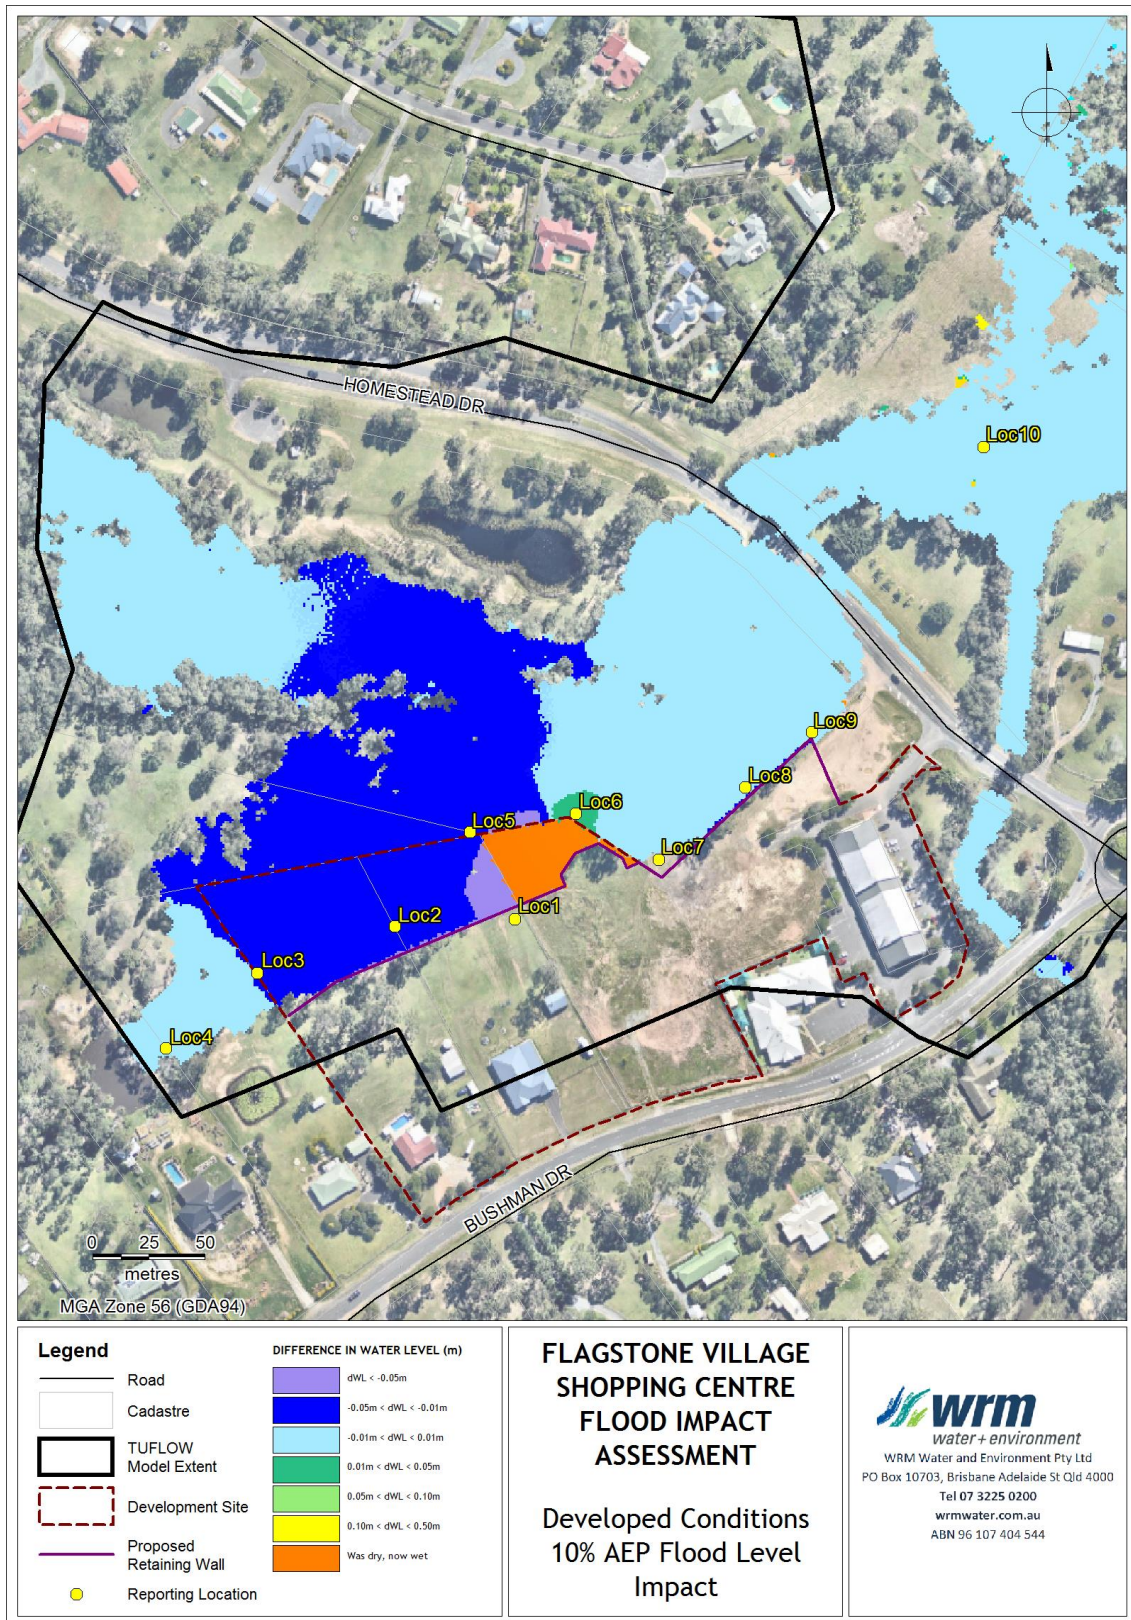 HOMESTEAD DR
Loc10
Loc9
Loc8
Loc6
Loc5
Loc7
Loc1
Loc2
Loc3
Loc4
BUSHMAN DR
0 25 50
metres
MGA Zone 56 (GDA94)
Legend
Road
Cadastre
TUFLOW
Model Extent
Development Site
Proposed
Retaining Wall
Reporting Location
DIFFERENCE IN WATER LEVEL (m)
dWL < -0.05m
-0.05m < dWL < -0.01m
-0.01m < dWL < 0.01m
0.01m < dWL < 0.05m
0.05m < dWL < 0.10m
0.10m < dWL < 0.50m
Was dry, now wet
FLAGSTONE VILLAGE
SHOPPING CENTRE
FLOOD IMPACT
ASSESSMENT
Developed Conditions
10% AEP Flood Level
Impact
wrm
water + environment
WRM Water and Environment Pty Ltd
PO Box 10703, Brisbane Adelaide St Qld 4000
Tel 07 3225 0200
wrmwater.com.au
ABN 96 107 404 544